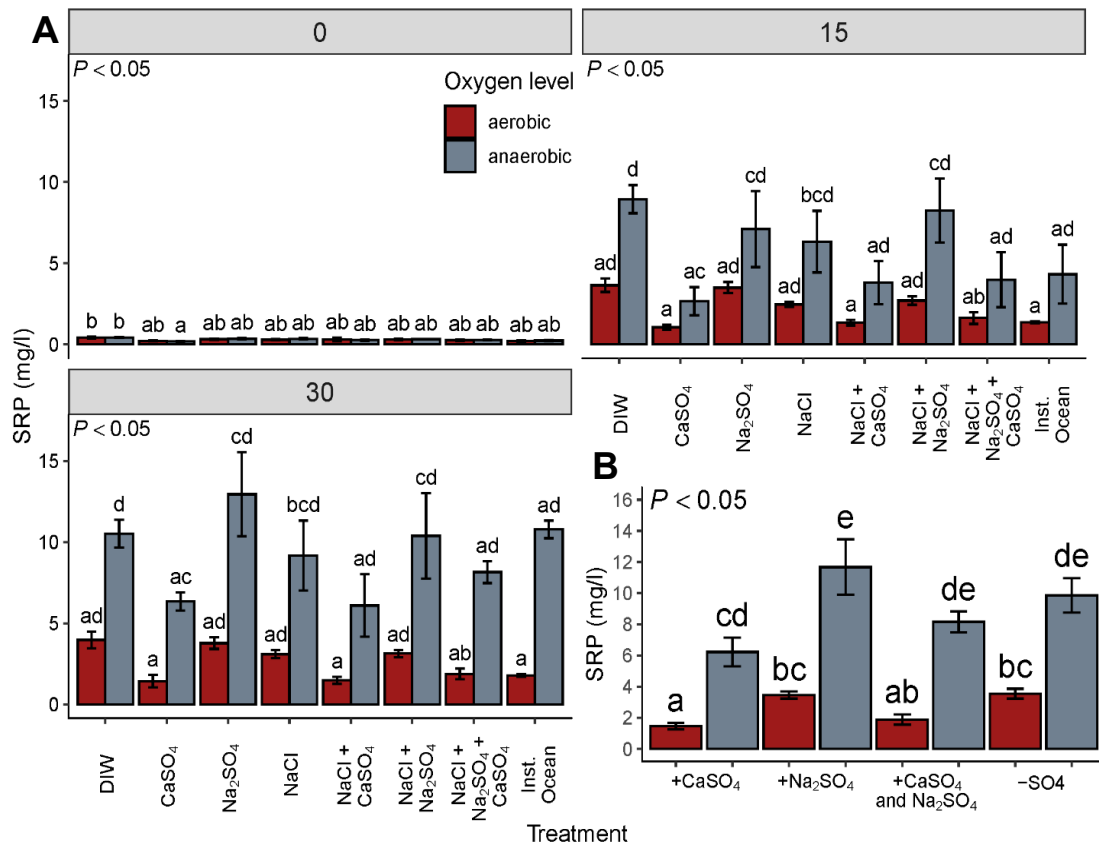 A
0
P < 0.05
Oxygen level
aerobic
anaerobic
15
10
5
0
b b ab a ab ab ab ab ab ab ab ab ab ab ab ab
15
P < 0.05
ad d a ac ad cd ad bcd a ad ad cd ab ad a ad
DIW
CaSO₄
Na₂SO₄
NaCl
NaCl +
CaSO₄
NaCl +
Na₂SO₄
NaCl +
Na₂SO₄ +
CaSO₄
Inst.
Ocean
SRP (mg/l)
30
P < 0.05
15
10
5
0
ad d a ac ad cd ad bcd a ad ad cd ab ad a ad
DIW
CaSO₄
Na₂SO₄
NaCl
NaCl +
CaSO₄
NaCl +
Na₂SO₄
NaCl +
Na₂SO₄ +
CaSO₄
Inst.
Ocean
B
P < 0.05
SRP (mg/l)
16
14
12
10
8
6
4
2
0
a cd bc e ab de bc de
+CaSO₄
+Na₂SO₄
+CaSO₄
and Na₂SO₄
−SO4
Treatment